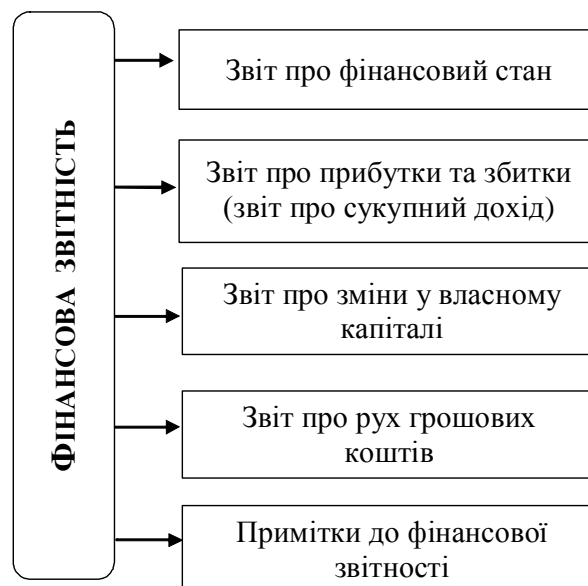 ФІНАНСОВА ЗВІТНІСТЬ
Звіт про фінансовий стан
Звіт про прибутки та збитки
(звіт про сукупний дохід)
Звіт про зміни у власному
капіталі
Звіт про рух грошових
коштів
Примітки до фінансової
звітності